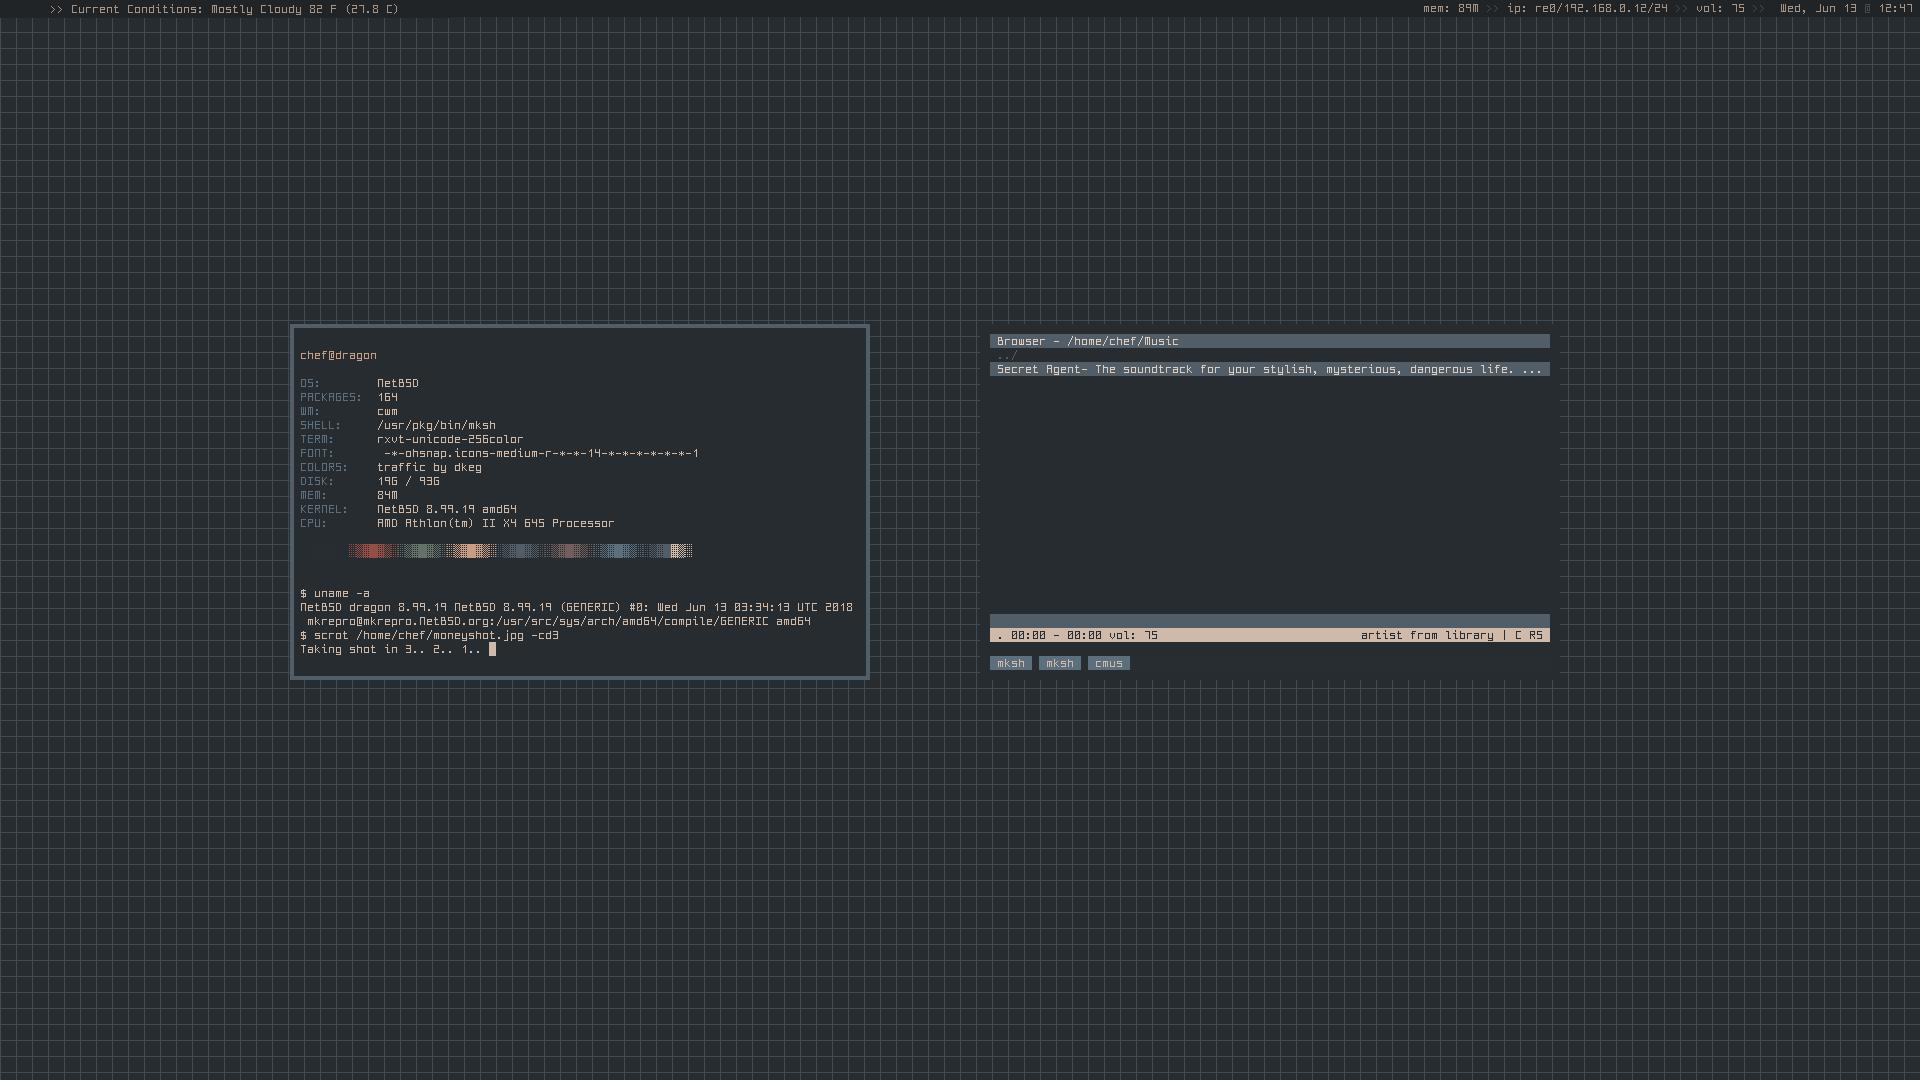 >> Current Conditions: Mostly Cloudy 82 F (27.8 C)
mem: 89M >> ip: re0/192.168.0.12/24 >> vol: 75 >> Wed, Jun 13 12:47
chef@dragon
OS: NetBSD
PACKAGES: 164
WM: cwm
SHELL: /usr/pkg/bin/mksh
TERM: rxvt-unicode-256color
FONT: -*-ohsnap.icons-medium-r-*-*-14-*-*-*-*-*-*-1
COLORS: traffic by dkeg
DISK: 19G / 93G
MEM: 84M
KERNEL: NetBSD 8.99.19 amd64
CPU: AMD Athlon(tm) II X4 645 Processor
$ uname -a
NetBSD dragon 8.99.19 NetBSD 8.99.19 (GENERIC) #0: Wed Jun 13 03:34:13 UTC 2018
mkrepro@mkrepro.NetBSD.org:/usr/src/sys/arch/amd64/compile/GENERIC amd64
$ scrot /home/chef/moneyshot.jpg -cd3
Taking shot in 3.. 2.. 1..
Browser - /home/chef/Music
../
Secret Agent- The soundtrack for your stylish, mysterious, dangerous life. ...
. 00:00 - 00:00 vol: 75 artist from library | C RS
mksh mksh cmus